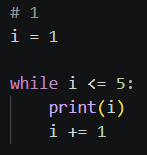 # 1
i = 1

while i <= 5:
    print(i)
    i += 1